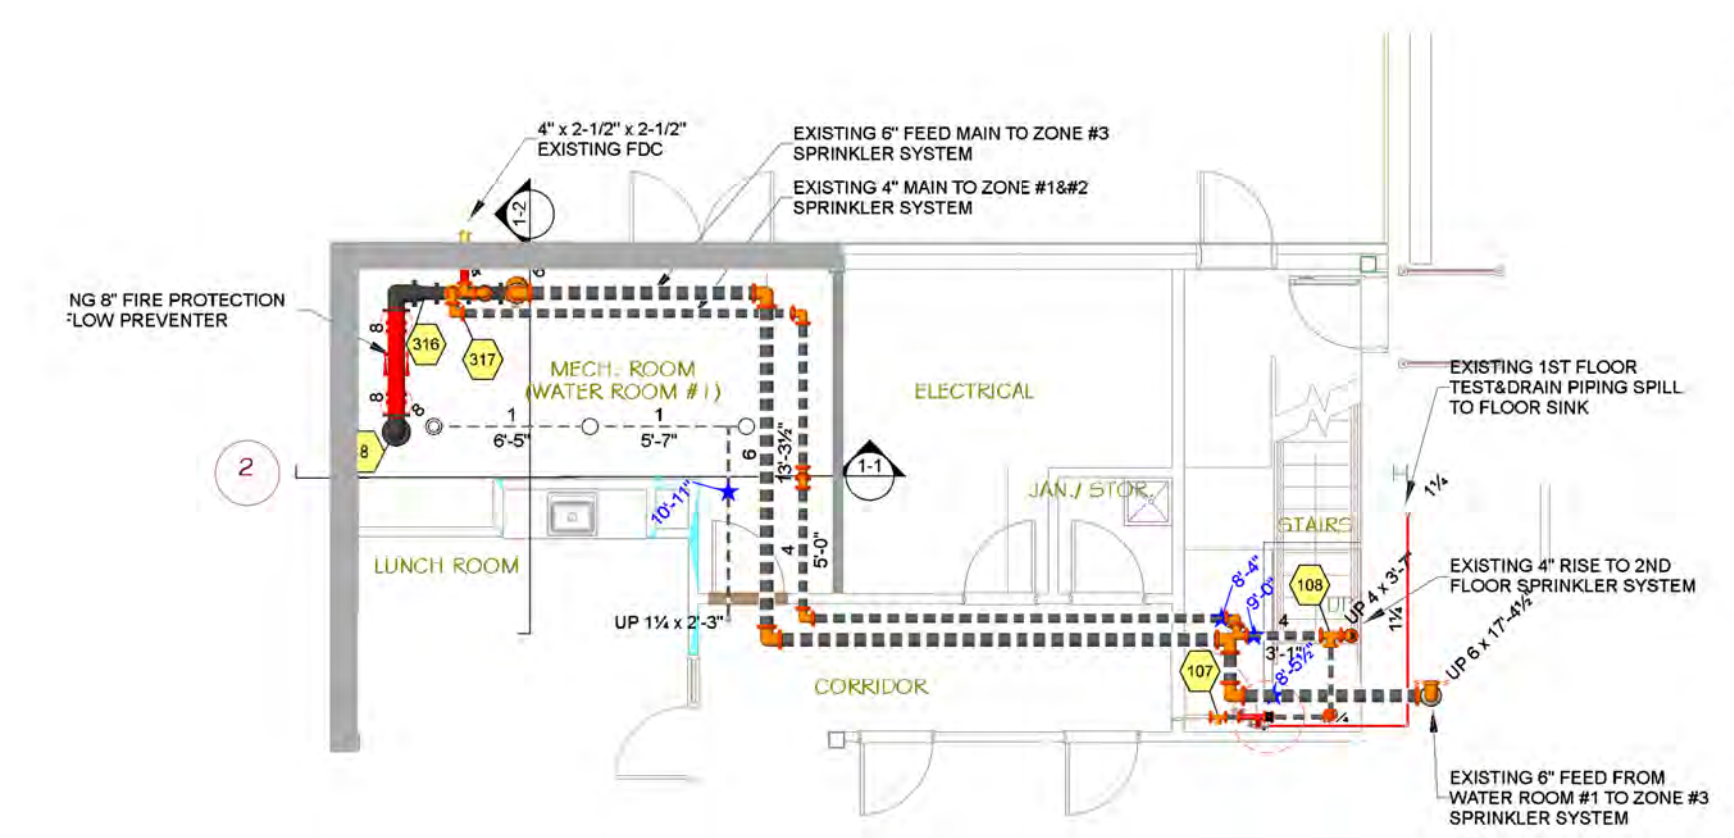 4" x 2-1/2" x 2-1/2"
EXISTING FDC
EXISTING 6" FEED MAIN TO ZONE #3
SPRINKLER SYSTEM
EXISTING 4" MAIN TO ZONE #1&#2
SPRINKLER SYSTEM
1-2
6
4
NG 8" FIRE PROTECTION
FLOW PREVENTER
8
316
317
MECH. ROOM
(WATER ROOM #1)
ELECTRICAL
8
8
1
6'-5"
1
5'-7"
8
2
6
13'-3½"
1-1
10'-11"
JAN./ STOR.
STAIRS
1¼
EXISTING 1ST FLOOR
TEST&DRAIN PIPING SPILL
TO FLOOR SINK
LUNCH ROOM
4
5'-0"
8'-4"
9'-0"
108
UP
UP 4 x 3'-7"
1¼
EXISTING 4" RISE TO 2ND
FLOOR SPRINKLER SYSTEM
UP 1¼ x 2'-3"
4
3'-1"
8'-5½"
107
UP 6 x 17'-4½"
CORRIDOR
EXISTING 6" FEED FROM
WATER ROOM #1 TO ZONE #3
SPRINKLER SYSTEM